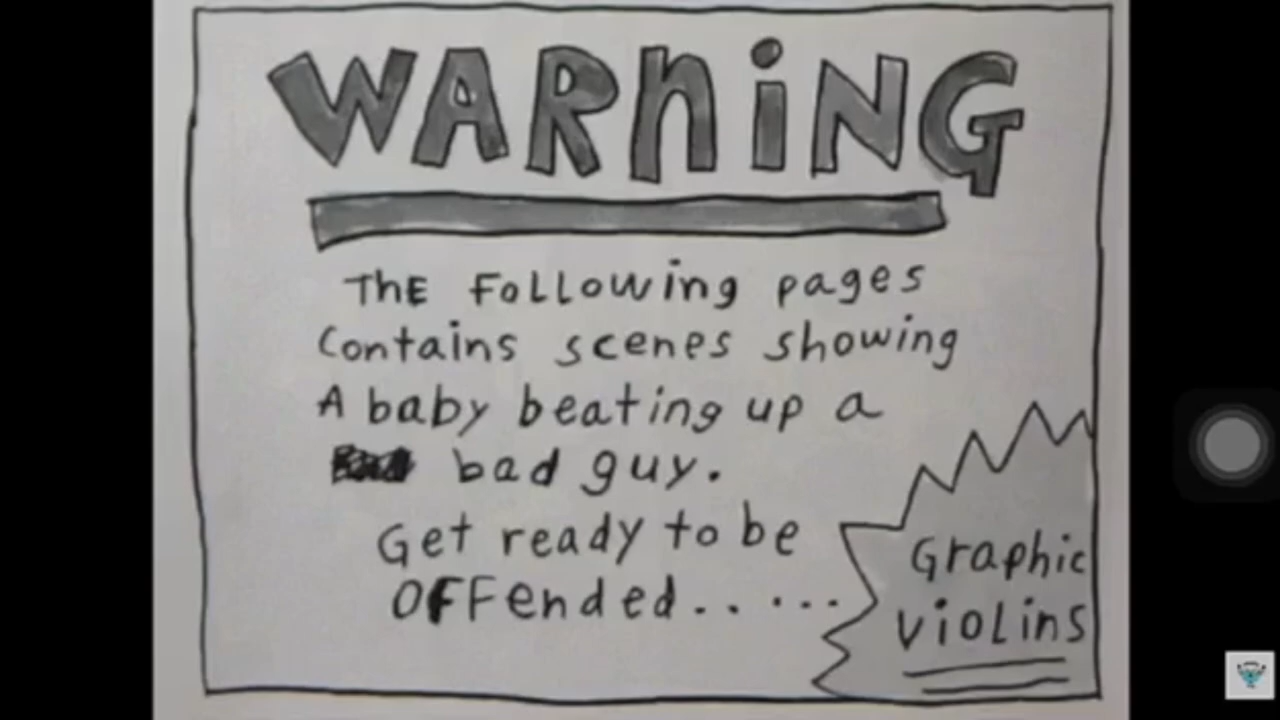 WARniNG
ThE FoLLowing pages
Contains scenes showing
A baby beating up a
bad guy.
Get ready to be
OFFended.. ...
Graphic
violins